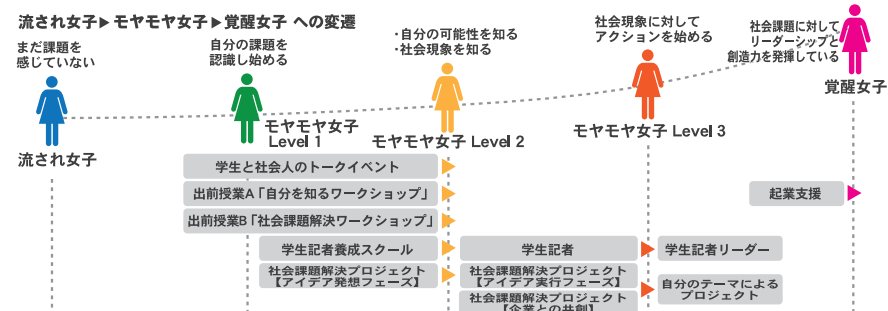 流され女子▶モヤモヤ女子▶覚醒女子 への変遷
まだ課題を
感じていない
流され女子
自分の課題を
認識し始める
モヤモヤ女子
Level 1
・自分の可能性を知る
・社会現象を知る
モヤモヤ女子 Level 2
社会現象に対して
アクションを始める
モヤモヤ女子 Level 3
社会課題に対して
リーダーシップと
創造力を発揮している
覚醒女子
学生と社会人のトークイベント
出前授業A「自分を知るワークショップ」
起業支援
出前授業B「社会課題解決ワークショップ」
学生記者養成スクール
学生記者
学生記者リーダー
社会課題解決プロジェクト
【アイデア発想フェーズ】
社会課題解決プロジェクト
【アイデア実行フェーズ】
自分のテーマによる
プロジェクト
社会課題解決プロジェクト
【企業との共創】